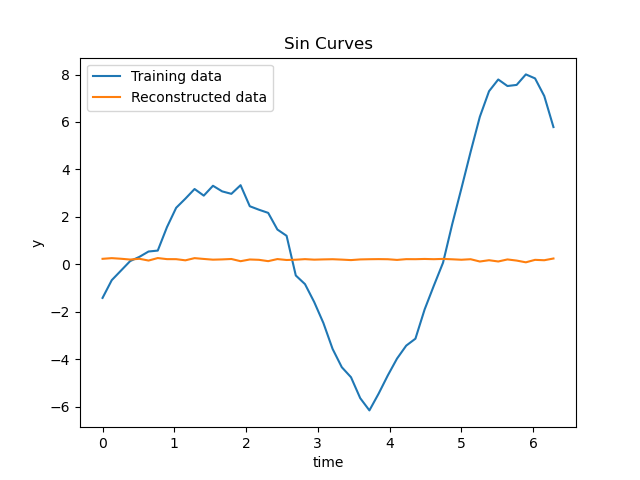 Sin Curves
Training data
Reconstructed data
8
6
4
2
0
−2
−4
−6
y
0 1 2 3 4 5 6
time